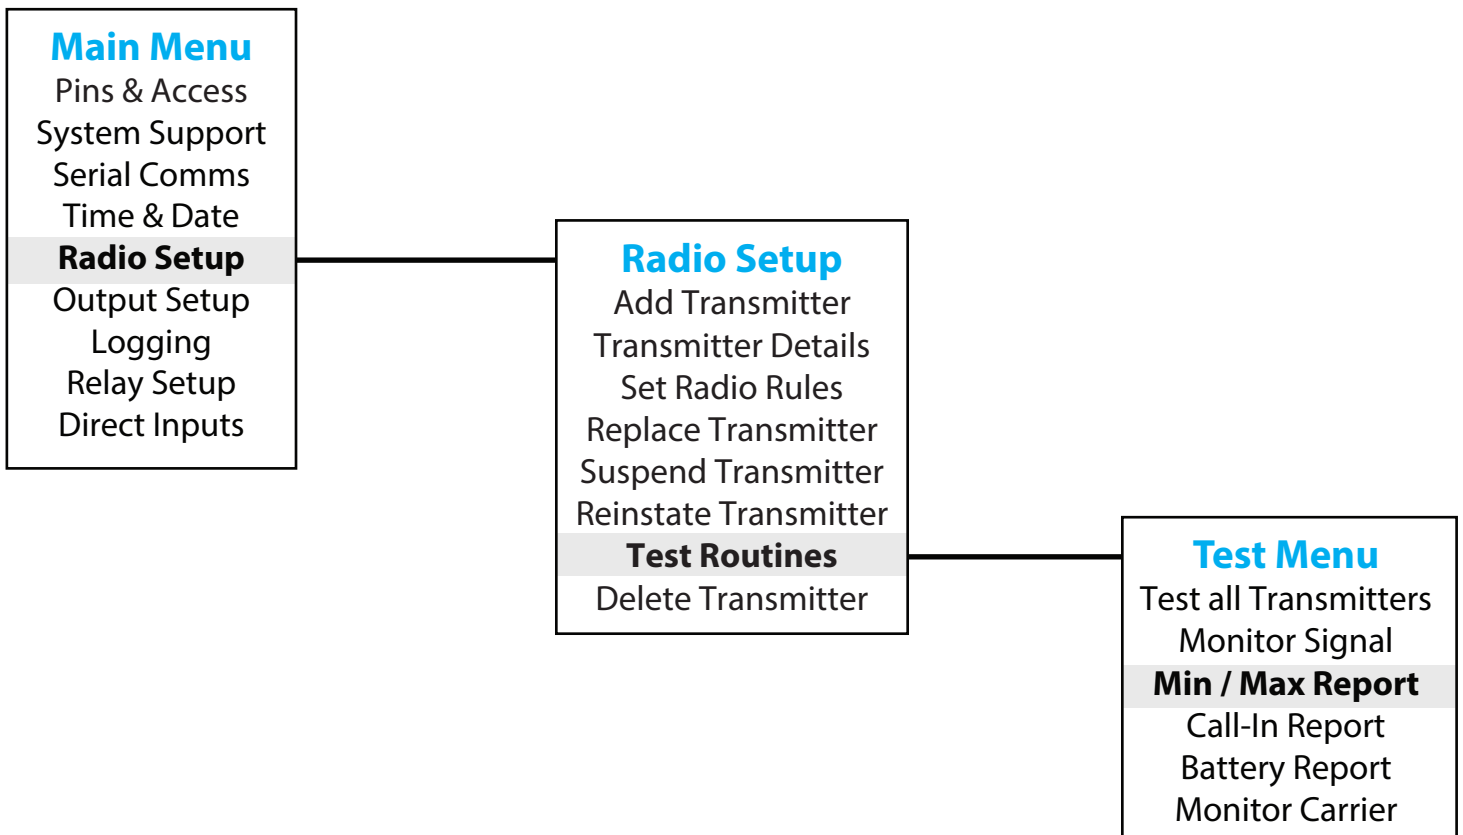 Main Menu
Pins & Access
System Support
Serial Comms
Time & Date
Radio Setup
Output Setup
Logging
Relay Setup
Direct Inputs
Radio Setup
Add Transmitter
Transmitter Details
Set Radio Rules
Replace Transmitter
Suspend Transmitter
Reinstate Transmitter
Test Routines
Delete Transmitter
Test Menu
Test all Transmitters
Monitor Signal
Min / Max Report
Call-In Report
Battery Report
Monitor Carrier